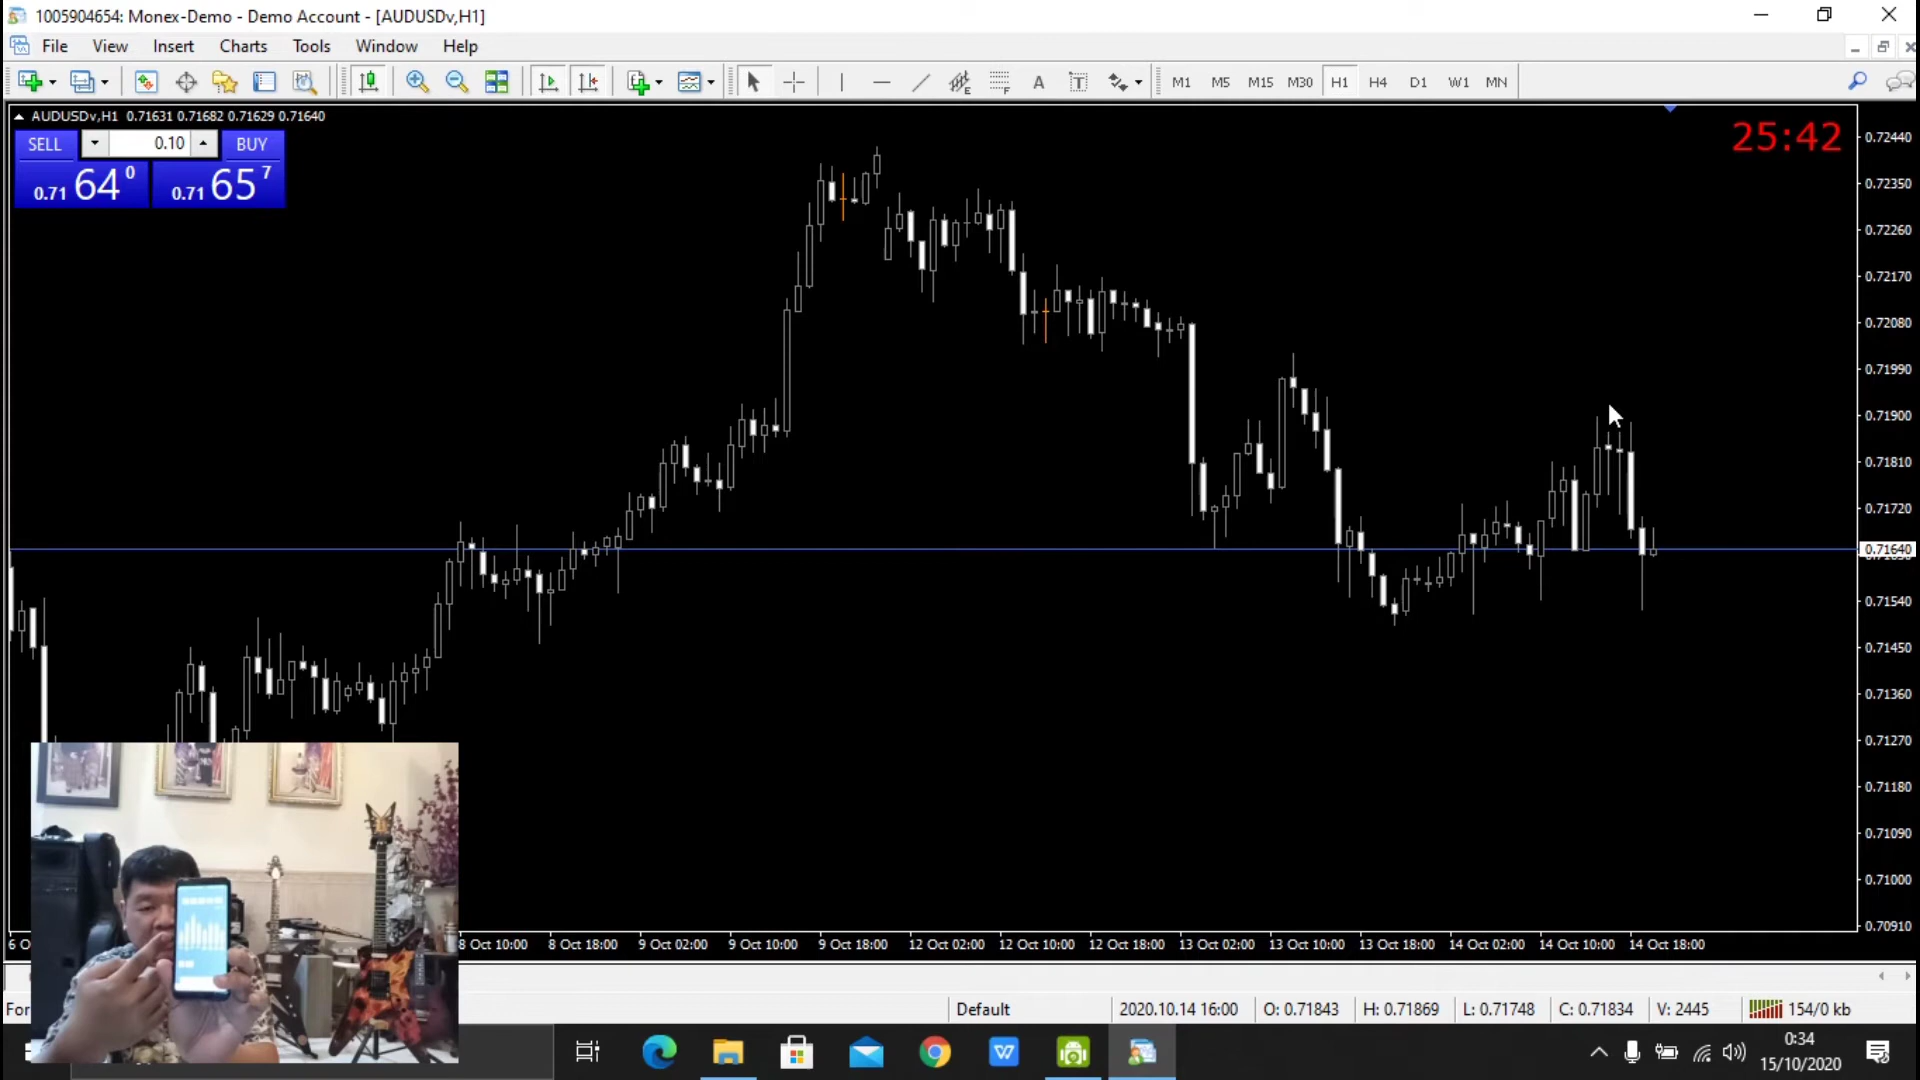 1005904654: Monex-Demo - Demo Account - [AUDUSDv,H1]
File View Insert Charts Tools Window Help
M1 M5 M15 M30 H1 H4 D1 W1 MN
AUDUSDv,H1 0.71631 0.71682 0.71629 0.71640
25:42
SELL 0.10 BUY
0.71 64 0 0.71 65 7
0.72440
0.72350
0.72260
0.72170
0.72080
0.71990
0.71900
0.71810
0.71720
0.71640
0.71540
0.71450
0.71360
0.71270
0.71180
0.71090
0.71000
0.70910
6 O 8 Oct 10:00 8 Oct 18:00 9 Oct 02:00 9 Oct 10:00 9 Oct 18:00 12 Oct 02:00 12 Oct 10:00 12 Oct 18:00 13 Oct 02:00 13 Oct 10:00 13 Oct 18:00 14 Oct 02:00 14 Oct 10:00 14 Oct 18:00
For Default 2020.10.14 16:00 O: 0.71843 H: 0.71869 L: 0.71748 C: 0.71834 V: 2445 154/0 kb
0:34
15/10/2020